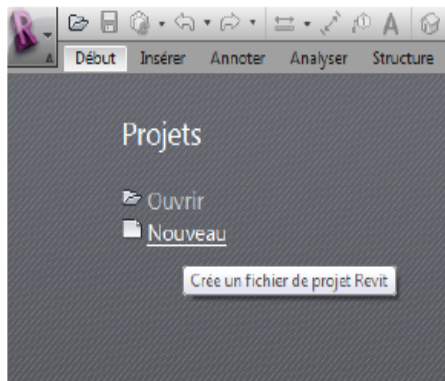 Début Insérer Annoter Analyser Structure
Projets
Ouvrir
Nouveau
Crée un fichier de projet Revit